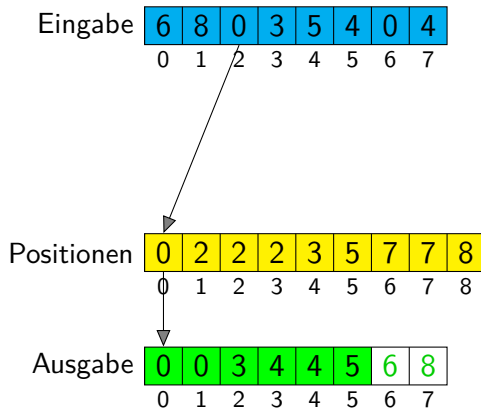 Eingabe 6 8 0 3 5 4 0 4
0 1 2 3 4 5 6 7
Positionen 0 2 2 2 3 5 7 7 8
0 1 2 3 4 5 6 7 8
Ausgabe 0 0 3 4 4 5 6 8
0 1 2 3 4 5 6 7